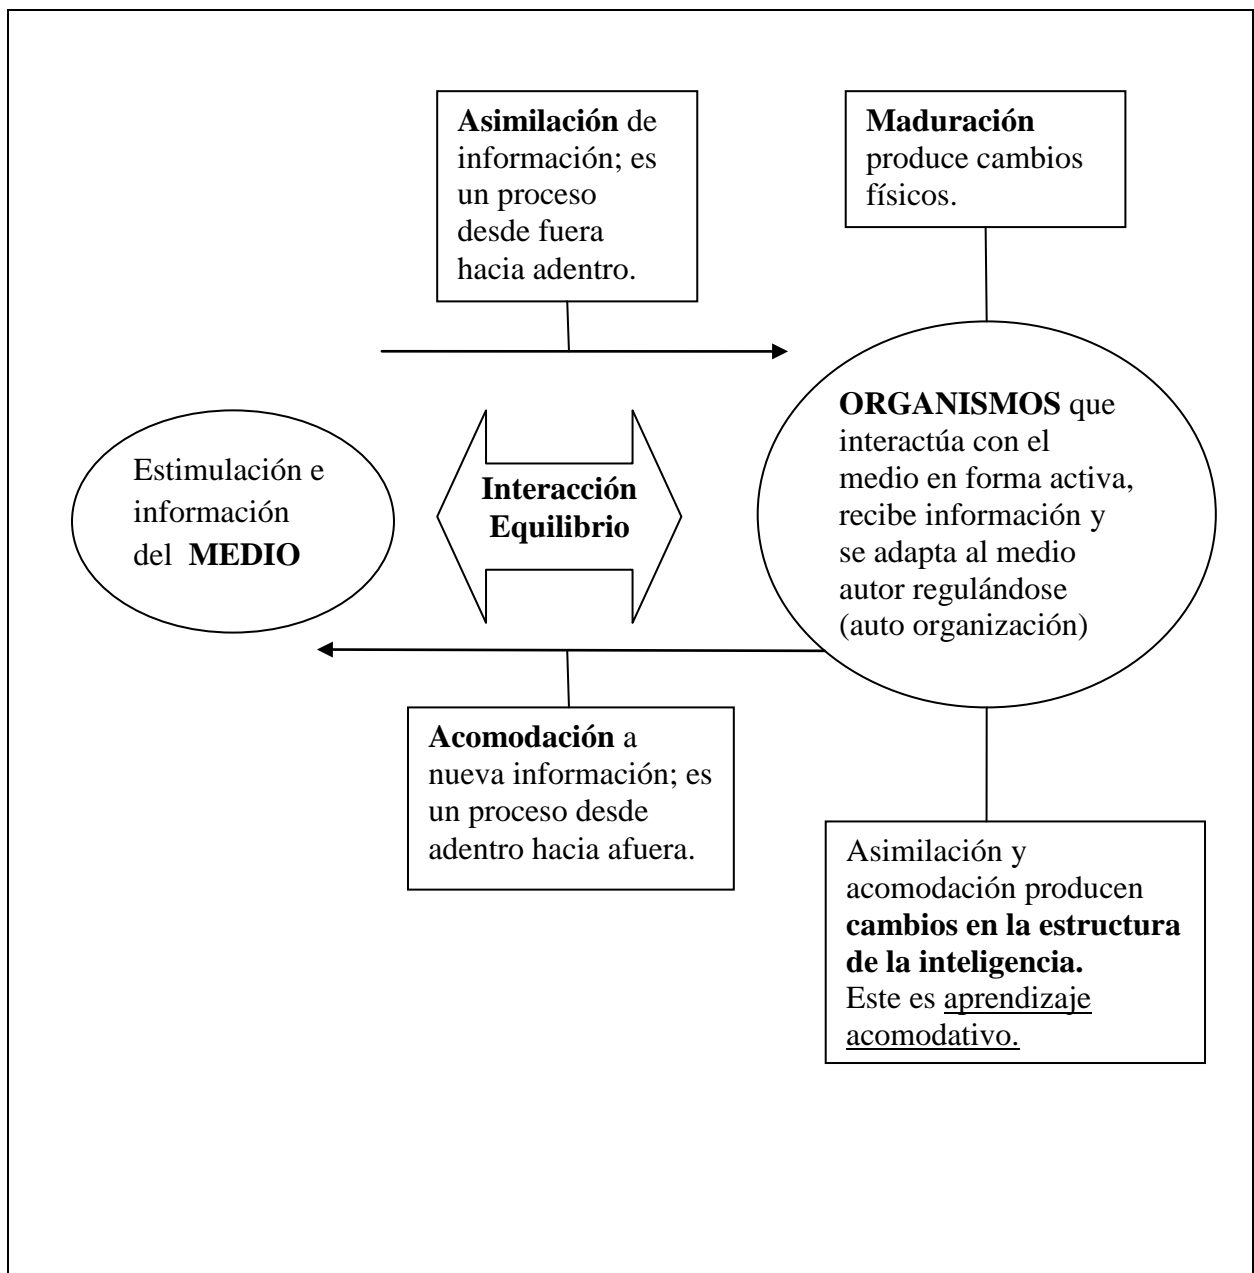 Asimilación de
información; es
un proceso
desde fuera
hacia adentro.
Maduración
produce cambios
físicos.
Estimulación e
información
del MEDIO
Interacción
Equilibrio
ORGANISMOS que
interactúa con el
medio en forma activa,
recibe información y
se adapta al medio
autor regulándose
(auto organización)
Acomodación a
nueva información; es
un proceso desde
adentro hacia afuera.
Asimilación y
acomodación producen
cambios en la estructura
de la inteligencia.
Este es aprendizaje
acomodativo.